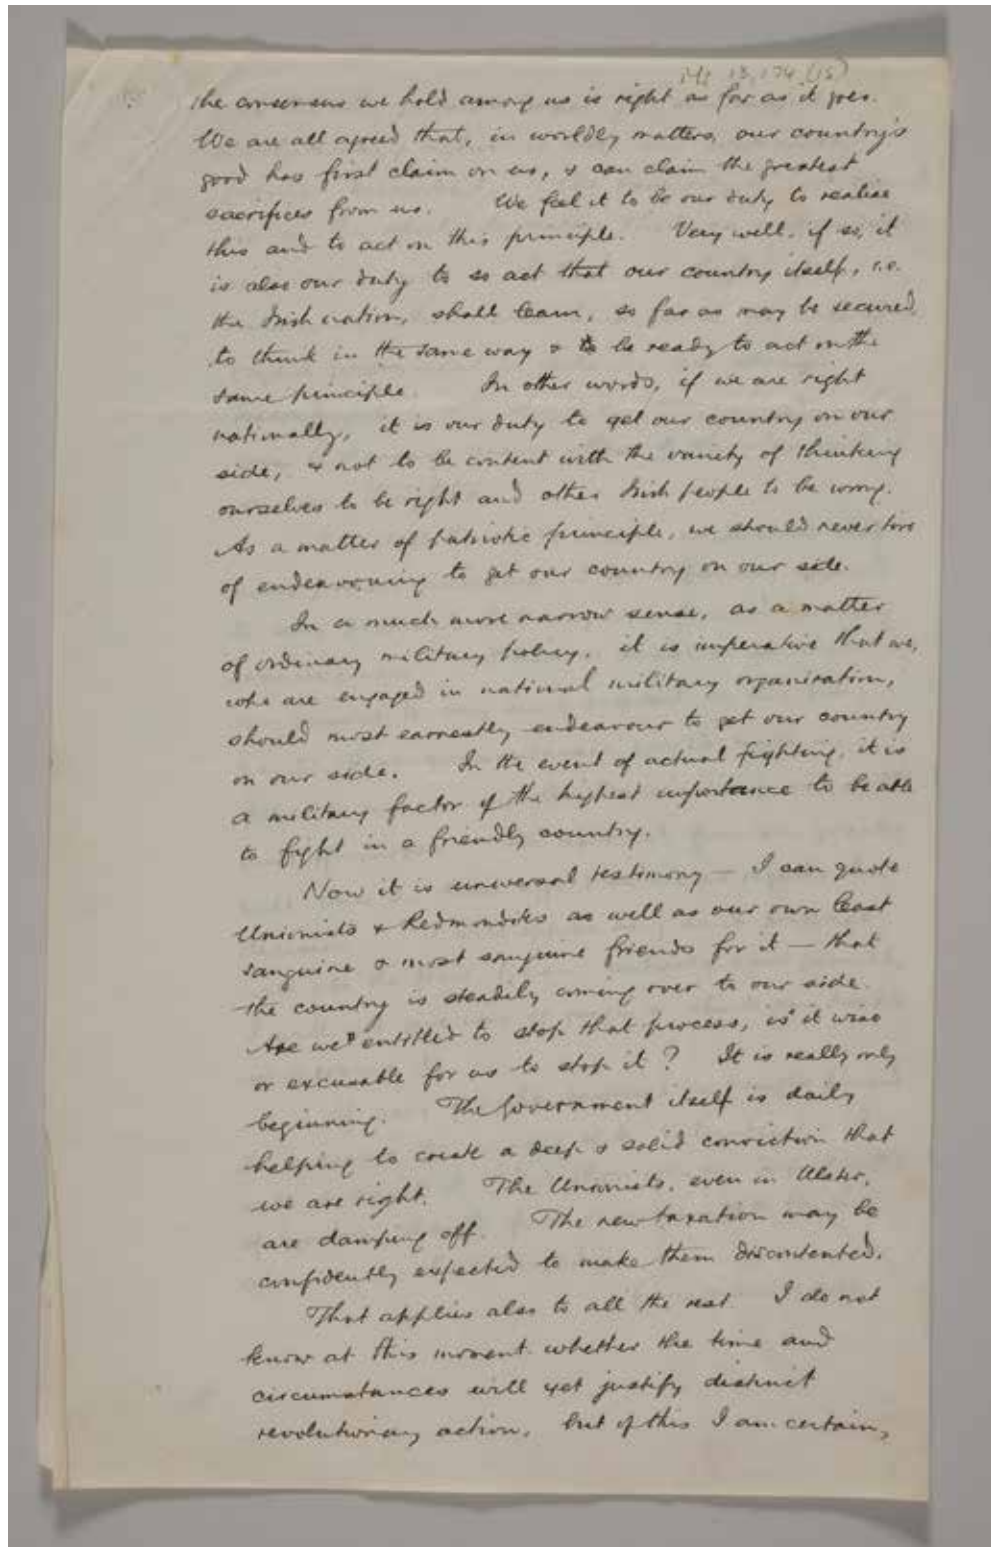 Ms 13,174 (15)
the consensus we hold among us is right as far as it goes.
We are all agreed that, in worldly matters, our country's
good has first claim on us, & can claim the greatest
sacrifices from us. We feel it to be our duty to realise
this and to act on this principle. Very well, if so, it
is also our duty to so act that our country itself, i.e.
the Irish nation, shall learn, so far as may be secured,
to think in the same way & to be ready to act on the
same principle. In other words, if we are right
nationally, it is our duty to get our country on our
side, & not to be content with the vanity of thinking
ourselves to be right and other Irish people to be wrong.
As a matter of patriotic principle, we should never tire
of endeavouring to get our country on our side.
In a much more narrow sense, as a matter
of ordinary military policy, it is imperative that we,
who are engaged in national military organisation,
should most earnestly endeavour to get our country
on our side. In the event of actual fighting, it is
a military factor of the highest importance to be able
to fight in a friendly country.
Now it is universal testimony — I can quote
Unionists & Redmondites as well as our own least
sanguine & most sanguine friends for it — that
the country is steadily coming over to our side.
Are we entitled to stop that process, is it wise
or excusable for us to stop it? It is really only
beginning. The Government itself is daily
helping to create a deep & solid conviction that
we are right. The Unionists, even in Ulster,
are damping off. The new taxation may be
confidently expected to make them discontented.
That applies also to all the rest. I do not
know at this moment whether the time and
circumstances will yet justify distinct
revolutionary action, but of this I am certain,